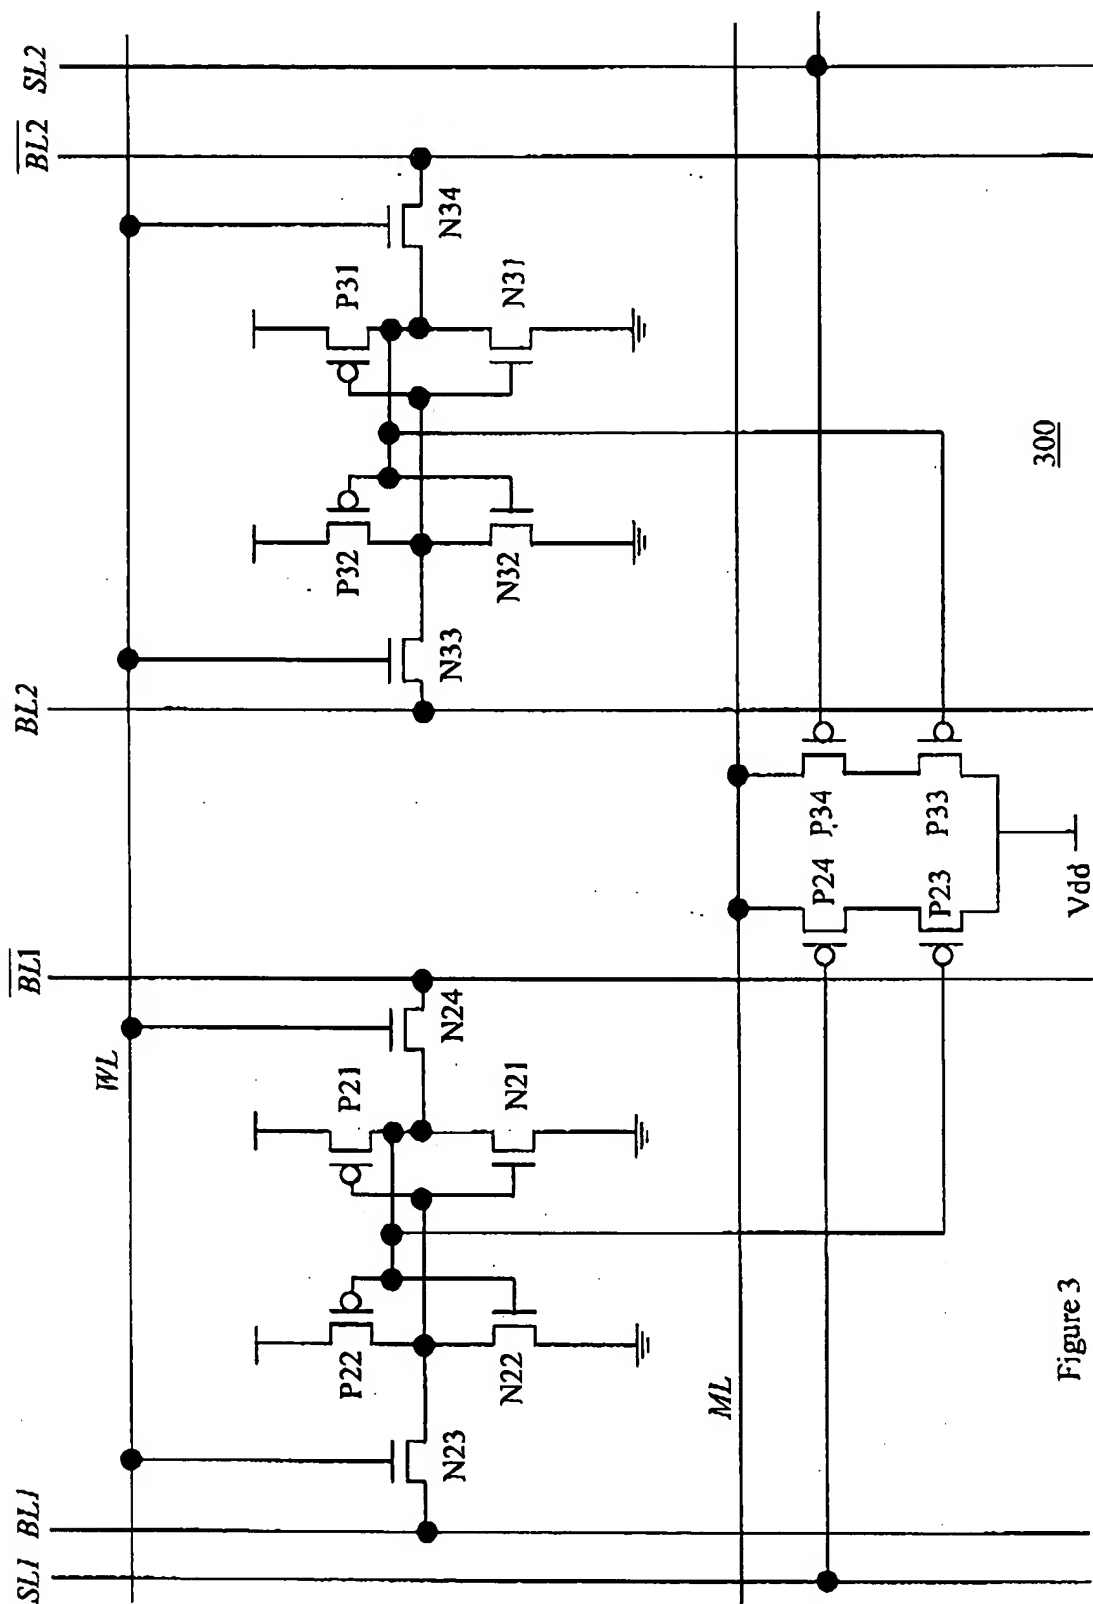 SL1 BL1 BL1 BL2 BL2 SL2
WL
P22 P21 P32 P31
N23 N24 N33 N34
N22 N21 N32 N31
ML
P24 P34
P23 P33
Vdd
Figure 3
300